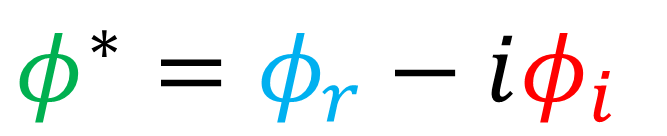 𝜙* = 𝜙ᵣ − 𝑖𝜙ᵢ